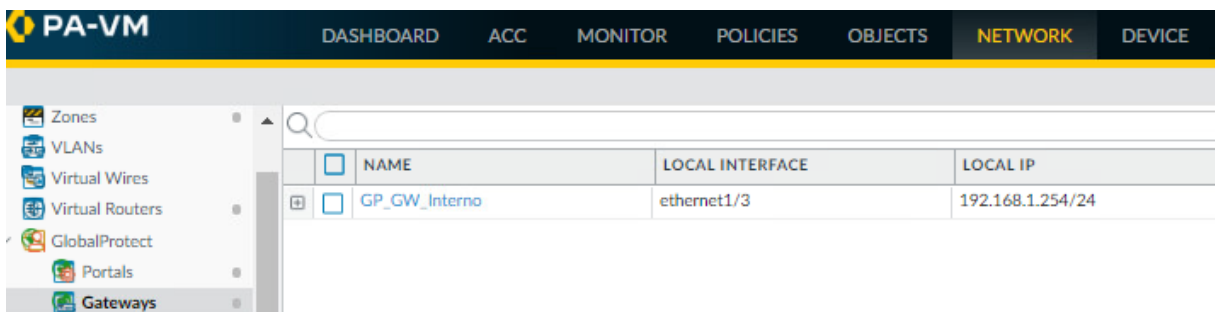 PA-VM
DASHBOARD ACC MONITOR POLICIES OBJECTS NETWORK DEVICE
Zones
VLANs
Virtual Wires
Virtual Routers
GlobalProtect
Portals
Gateways
NAME LOCAL INTERFACE LOCAL IP
GP_GW_Interno ethernet1/3 192.168.1.254/24